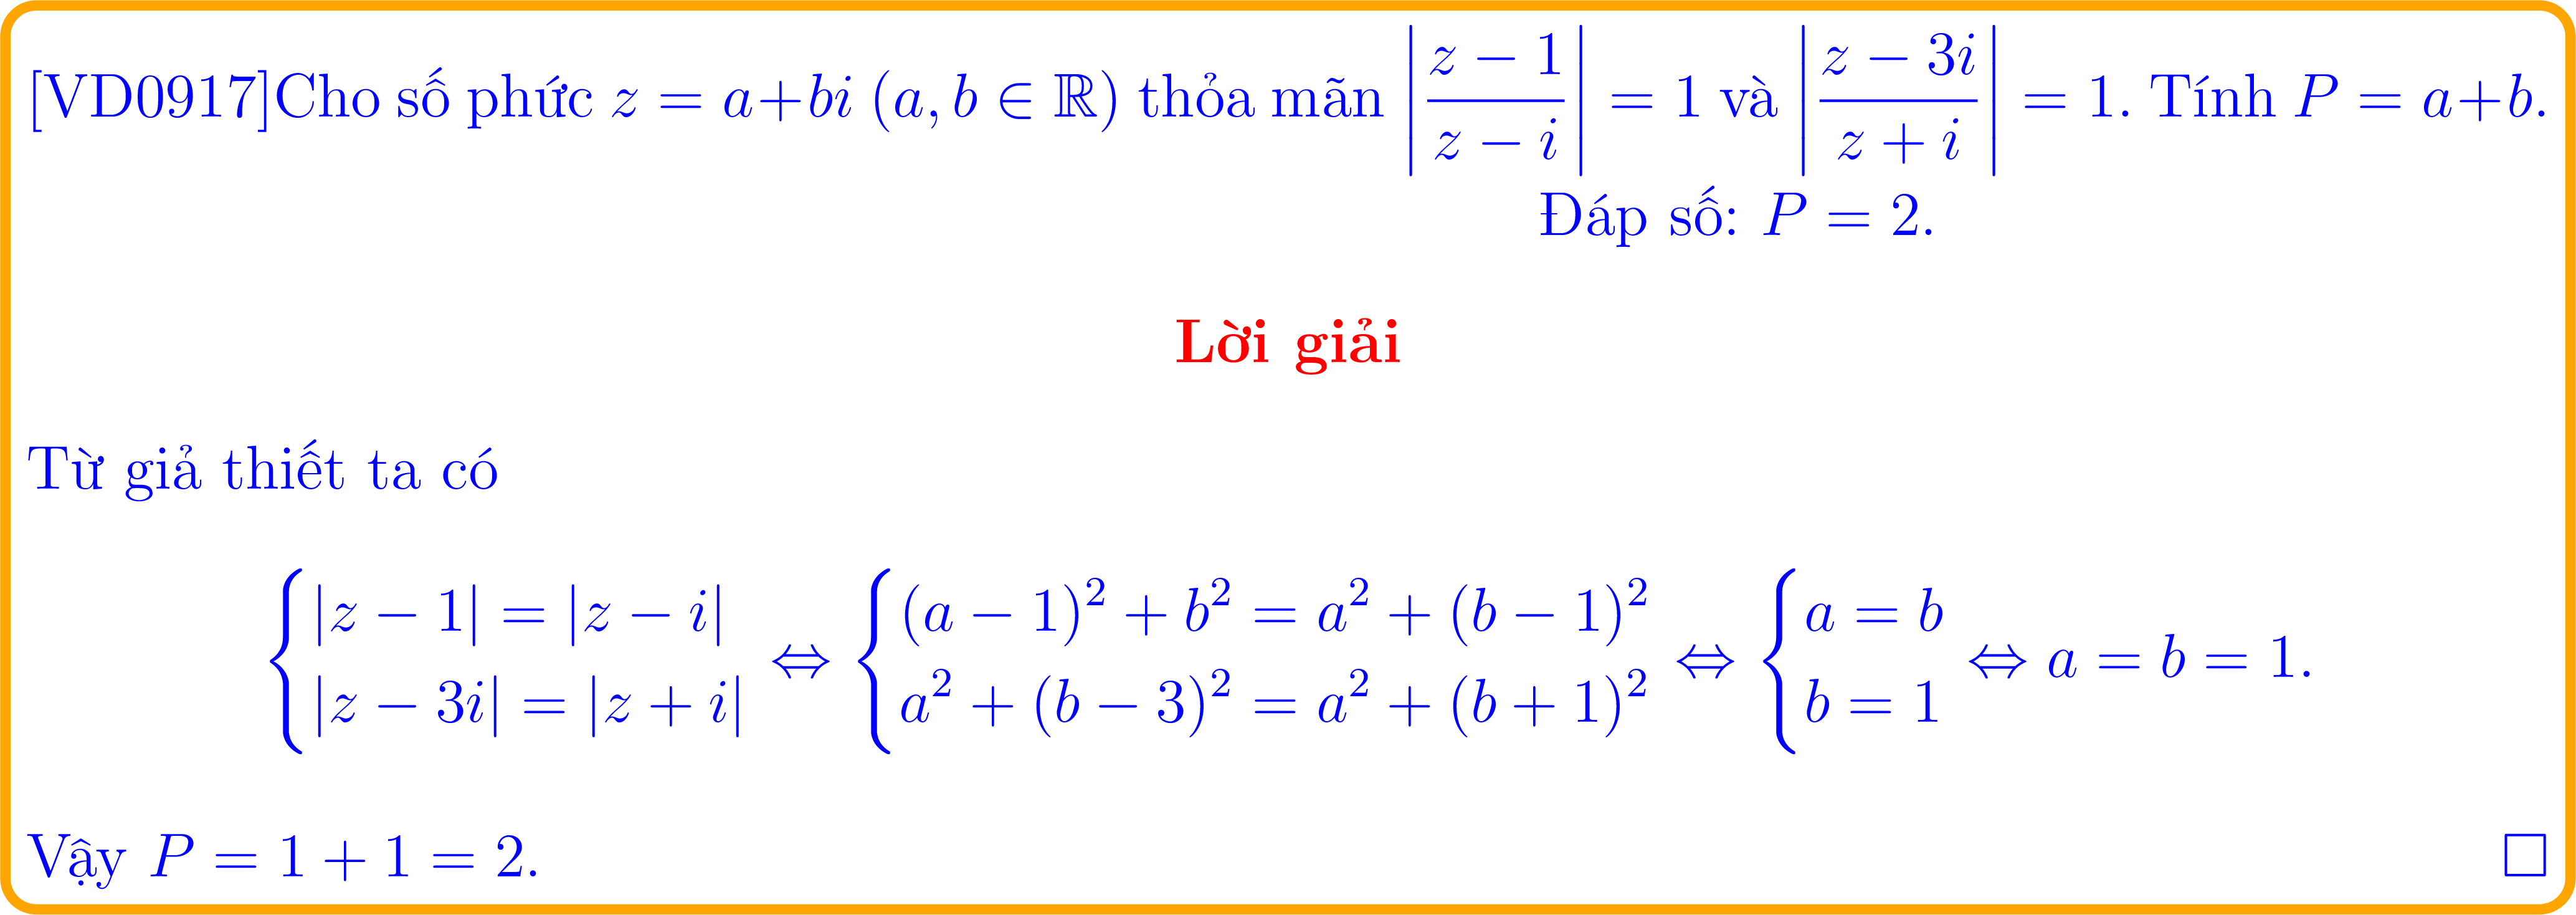 [VD0917]Cho số phức $z = a+bi$ $(a, b \in \mathbb{R})$ thỏa mãn $\left|\dfrac{z-1}{z-i}\right| = 1$ và $\left|\dfrac{z-3i}{z+i}\right| = 1$. Tính $P = a+b$.
Đáp số: $P = 2$.
Lời giải
Từ giả thiết ta có
$\begin{cases} |z-1| = |z-i| \\ |z-3i| = |z+i| \end{cases} \Leftrightarrow \begin{cases} (a-1)^2 + b^2 = a^2 + (b-1)^2 \\ a^2 + (b-3)^2 = a^2 + (b+1)^2 \end{cases} \Leftrightarrow \begin{cases} a = b \\ b = 1 \end{cases} \Leftrightarrow a = b = 1.$
Vậy $P = 1 + 1 = 2$. □